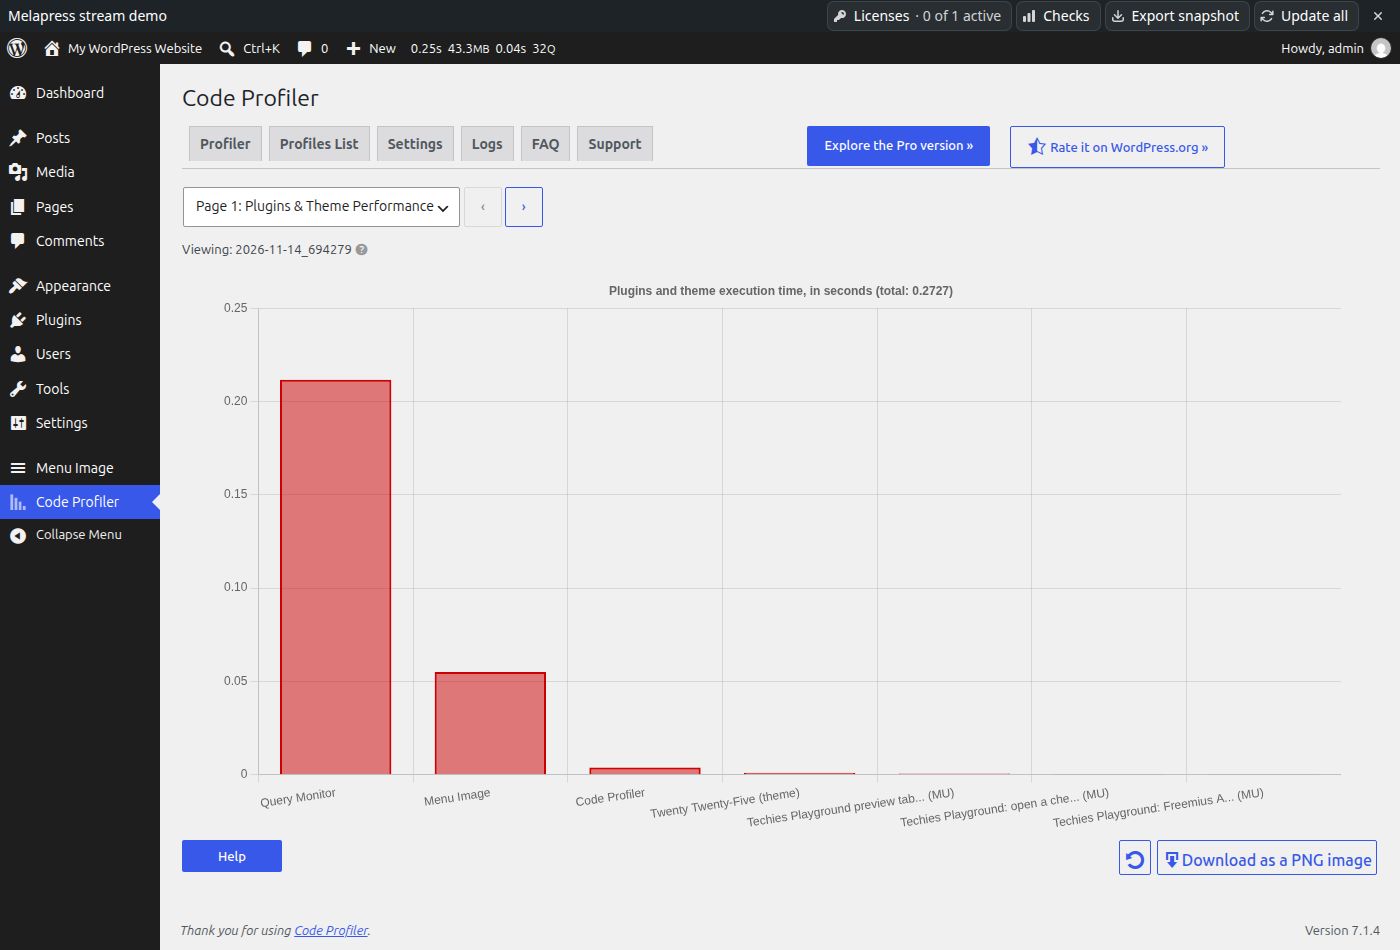 Melapress stream demo
Licenses · 0 of 1 active
Checks
Export snapshot
Update all
×
My WordPress Website
Ctrl+K
0
New
0.25s 43.3MB 0.04s 32Q
Howdy, admin
Dashboard
Posts
Media
Pages
Comments
Appearance
Plugins
Users
Tools
Settings
Menu Image
Code Profiler
Collapse Menu
Code Profiler
Profiler
Profiles List
Settings
Logs
FAQ
Support
Explore the Pro version »
Rate it on WordPress.org »
Page 1: Plugins & Theme Performance
‹
›
Viewing: 2026-11-14_694279
?
Plugins and theme execution time, in seconds (total: 0.2727)
0.25
0.20
0.15
0.10
0.05
0
Query Monitor
Menu Image
Code Profiler
Twenty Twenty-Five (theme)
Techies Playground preview tab... (MU)
Techies Playground: open a che... (MU)
Techies Playground: Freemius A... (MU)
Help
Download as a PNG image
Thank you for using Code Profiler.
Version 7.1.4